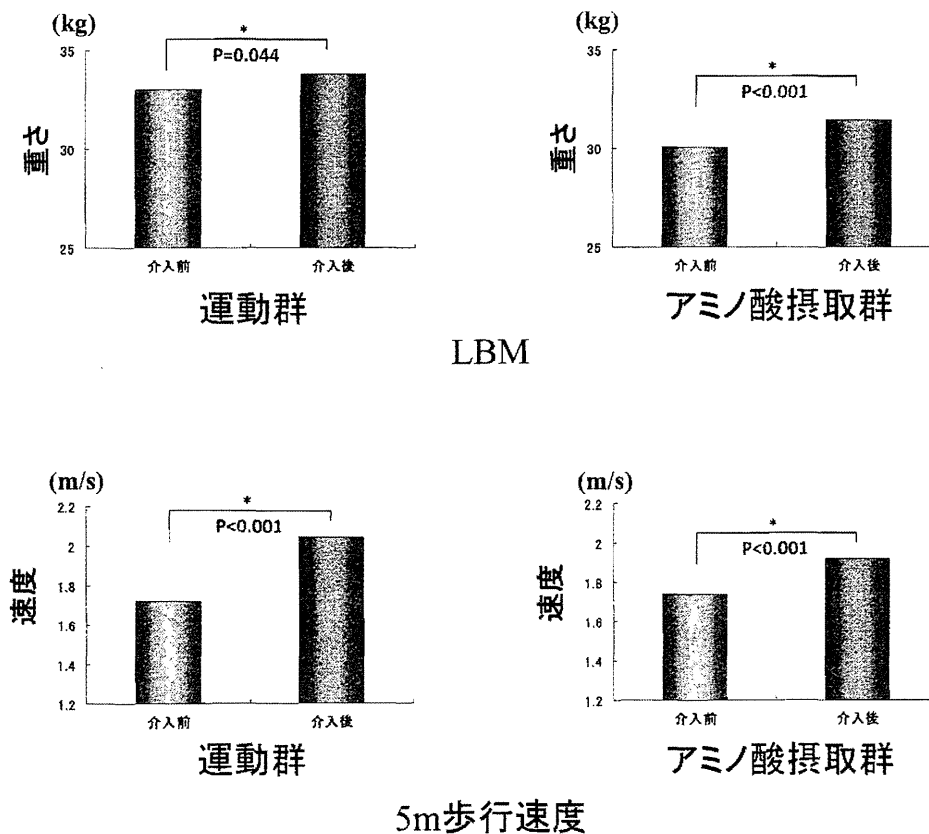 (kg)
*
P=0.044
35
30
25
重さ
介入前
介入後
運動群
(kg)
*
P<0.001
35
30
25
重さ
介入前
介入後
アミノ酸摂取群
LBM
(m/s)
*
P<0.001
2.2
2
1.8
1.6
1.4
1.2
速度
介入前
介入後
運動群
(m/s)
*
P<0.001
2.2
2
1.8
1.6
1.4
1.2
速度
介入前
介入後
アミノ酸摂取群
5m歩行速度